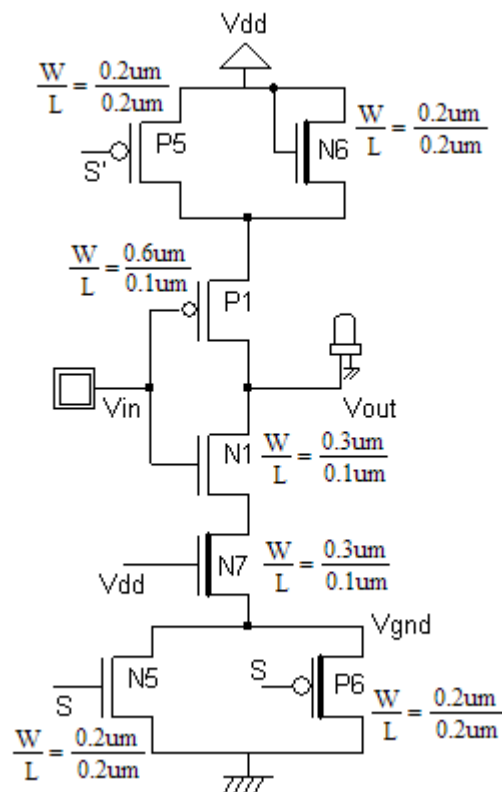 Vdd
W/L = 0.2um/0.2um
P5
S'
N6
W/L = 0.2um/0.2um
W/L = 0.6um/0.1um
P1
Vin
Vout
N1
W/L = 0.3um/0.1um
N7
W/L = 0.3um/0.1um
Vdd
Vgnd
N5
S
S
P6
W/L = 0.2um/0.2um
W/L = 0.2um/0.2um